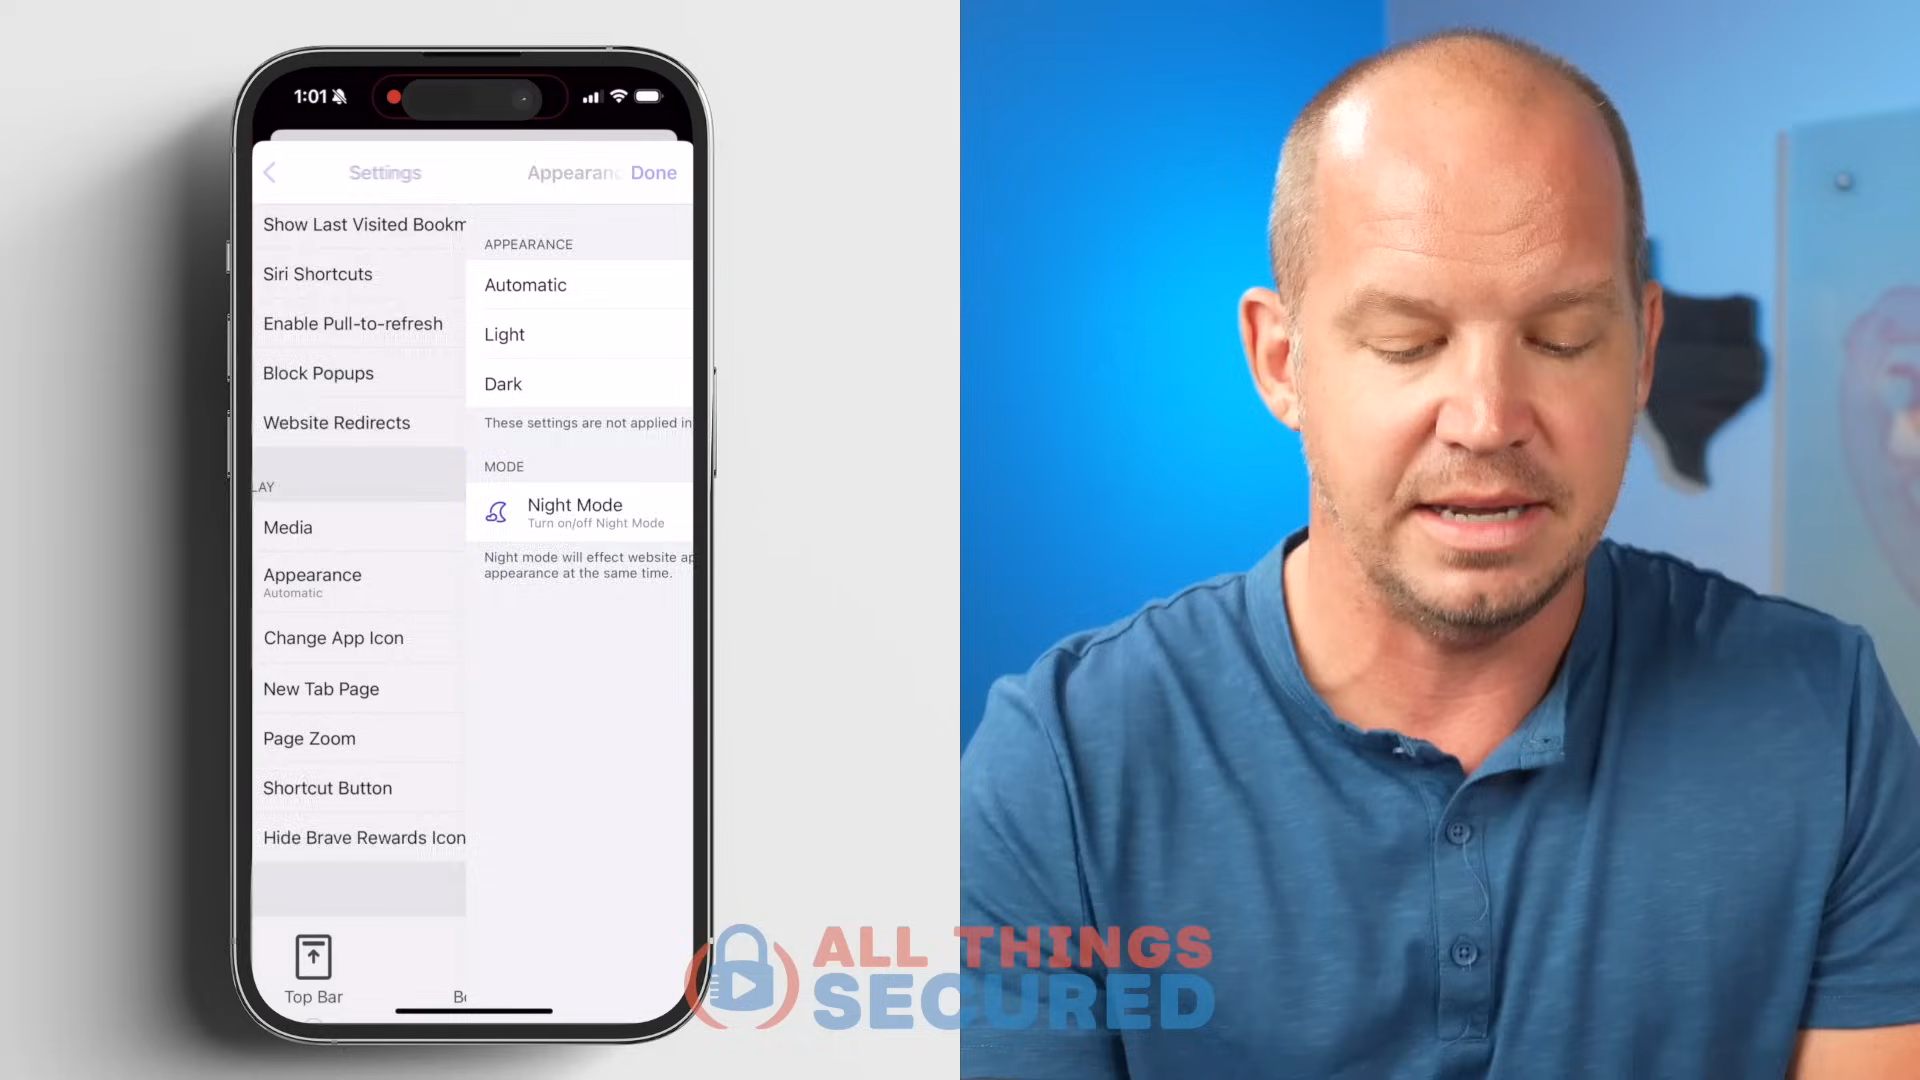 1:01
Settings
Appearanc
Done
Show Last Visited Bookm
Siri Shortcuts
Enable Pull-to-refresh
Block Popups
Website Redirects
LAY
Media
Appearance
Automatic
Change App Icon
New Tab Page
Page Zoom
Shortcut Button
Hide Brave Rewards Icon
Top Bar
Bo
APPEARANCE
Automatic
Light
Dark
These settings are not applied in
MODE
Night Mode
Turn on/off Night Mode
Night mode will effect website ap
appearance at the same time.
ALL THINGS
SECURED